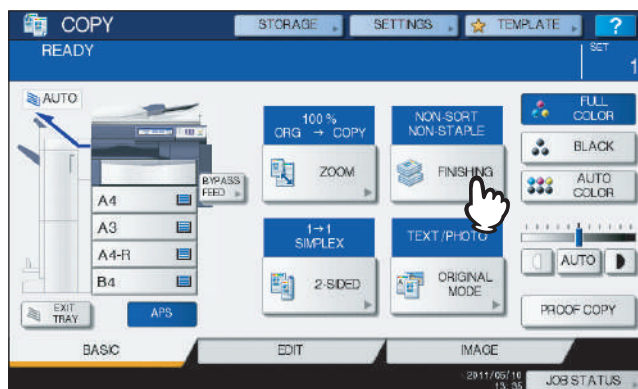 COPY
STORAGE
SETTINGS
TEMPLATE
?
READY
SET
1
AUTO
100 %
ORG → COPY
ZOOM
NON-SORT
NON-STAPLE
FINISHING
FULL
COLOR
BLACK
AUTO
COLOR
BYPASS
FEED
A4
A3
A4-R
B4
1→1
SIMPLEX
2-SIDED
TEXT/PHOTO
ORIGINAL
MODE
AUTO
EXIT
TRAY
APS
PROOF COPY
BASIC
EDIT
IMAGE
2011/05/10
13:35
JOB STATUS